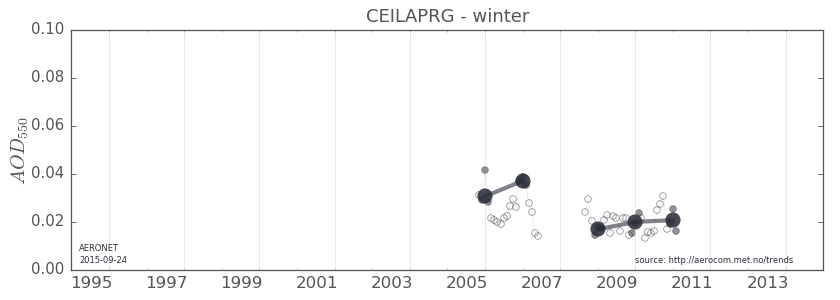 CEILAPRG - winter
0.10
0.08
0.06
0.04
0.02
0.00
AOD550
AERONET
2015-09-24
source: http://aerocom.met.no/trends
1995 1997 1999 2001 2003 2005 2007 2009 2011 2013